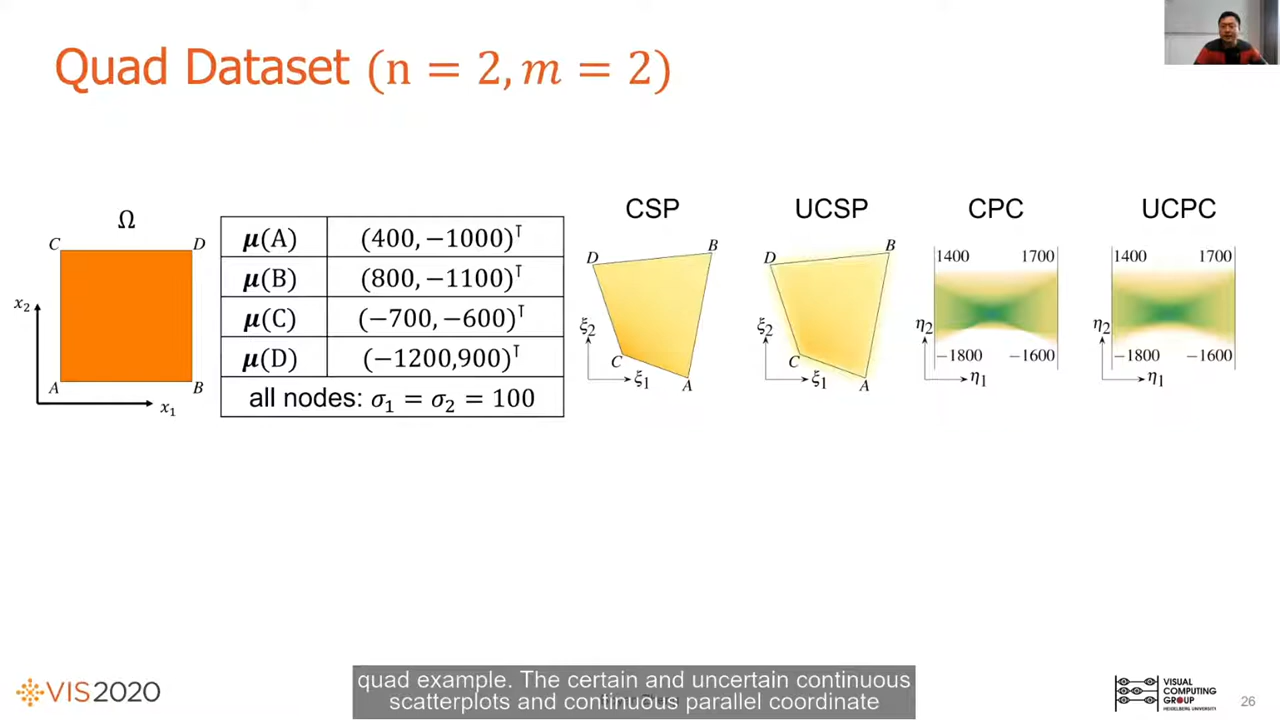 Quad Dataset (n = 2, m = 2)
Ω
C
D
x₂
A
B
x₁
μ(A) (400, −1000)ᵀ
μ(B) (800, −1100)ᵀ
μ(C) (−700, −600)ᵀ
μ(D) (−1200,900)ᵀ
all nodes: σ₁ = σ₂ = 100
CSP
D
B
ξ₂
C
ξ₁
A
UCSP
D
B
ξ₂
C
ξ₁
A
CPC
1400 1700
η₂
−1800 −1600
η₁
UCPC
1400 1700
η₂
−1800 −1600
η₁
quad example. The certain and uncertain continuous
scatterplots and continuous parallel coordinate
VIS2020
VISUAL
COMPUTING
GROUP
HEIDELBERG UNIVERSITY
26